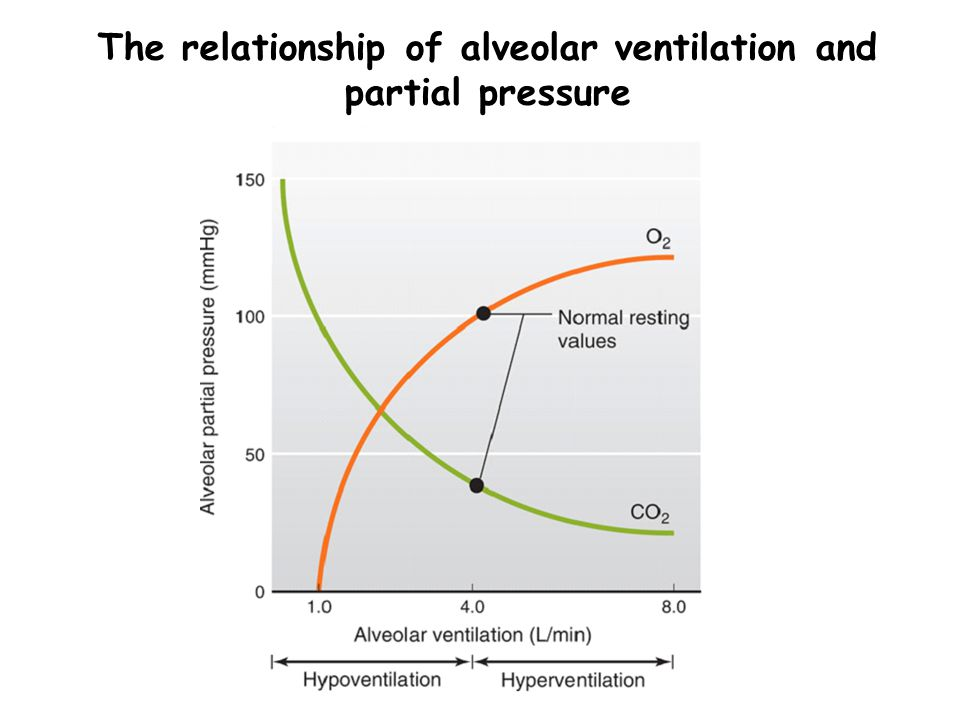 The relationship of alveolar ventilation and
partial pressure
Alveolar partial pressure (mmHg)
150
100
50
0
O₂
Normal resting
values
CO₂
1.0 4.0 8.0
Alveolar ventilation (L/min)
Hypoventilation Hyperventilation